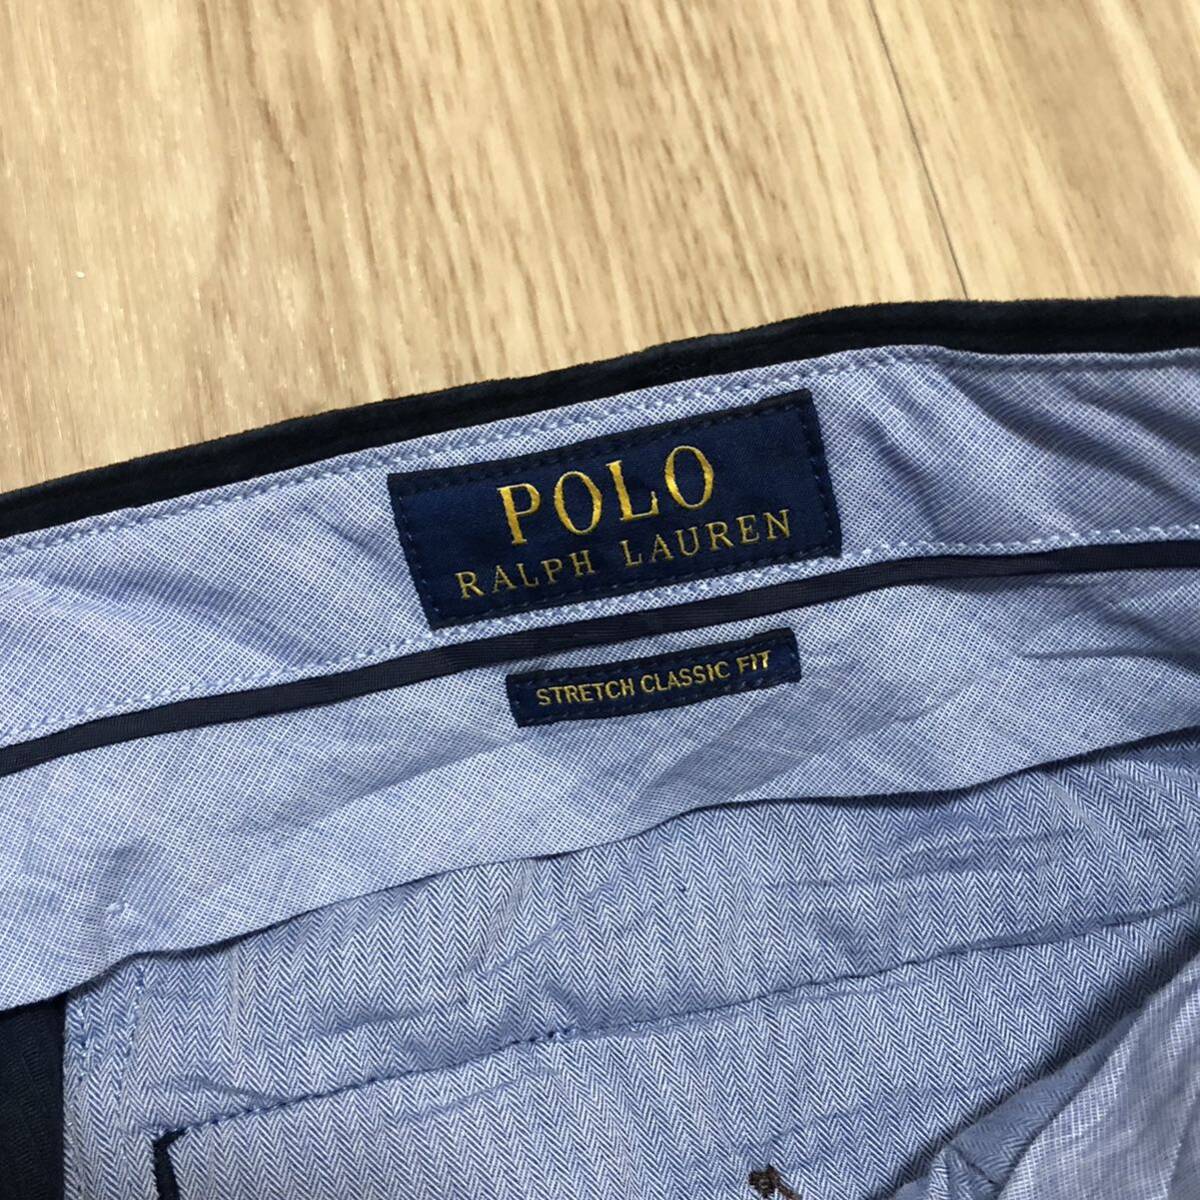 POLO
RALPH LAUREN
STRETCH CLASSIC FIT